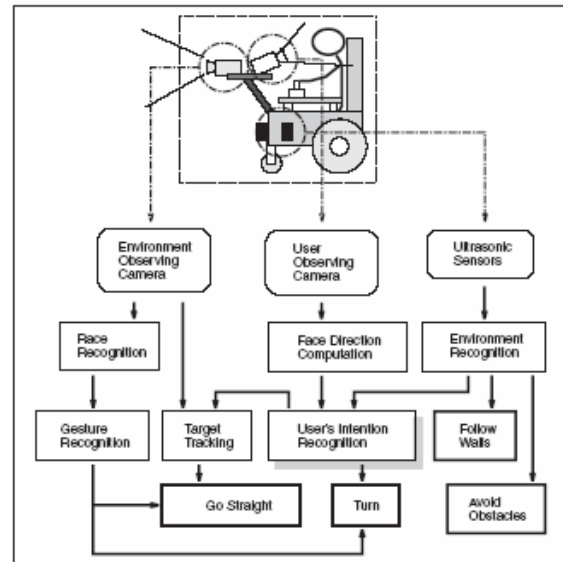 Environment
Observing
Camera
User
Observing
Camera
Ultrasonic
Sensors
Race
Recognition
Face Direction
Computation
Environment
Recognition
Gesture
Recognition
Target
Tracking
User's Intention
Recognition
Follow
Walls
Go Straight
Turn
Avoid
Obstacles